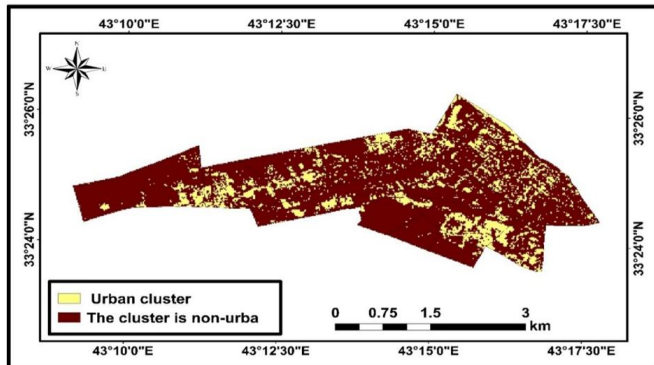 43°10'0"E 43°12'30"E 43°15'0"E 43°17'30"E
N
W U
S
33°26'0"N 33°26'0"N
33°24'0"N 33°24'0"N
Urban cluster
The cluster is non-urba
0 0.75 1.5 3
km
43°10'0"E 43°12'30"E 43°15'0"E 43°17'30"E